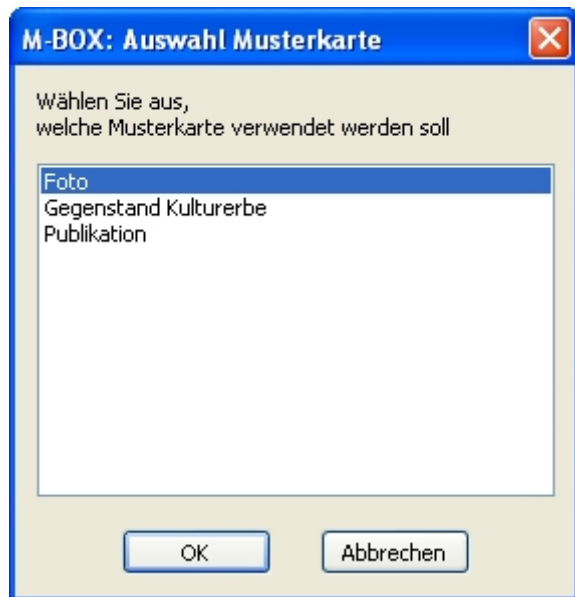 M-BOX: Auswahl Musterkarte
Wählen Sie aus,
welche Musterkarte verwendet werden soll
Foto
Gegenstand Kulturerbe
Publikation
OK
Abbrechen